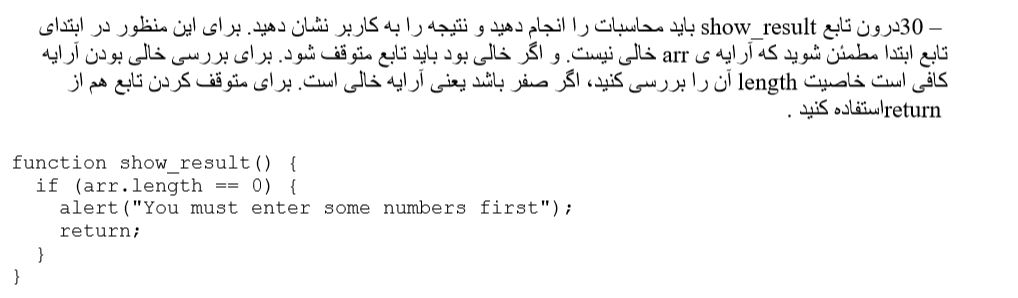 – 30درون تابع show_result باید محاسبات را انجام دهید و نتیجه را به کاربر نشان دهید. برای این منظور در ابتدای
تابع ابتدا مطمئن شوید که آرایه ی arr خالی نیست. و اگر خالی بود باید تابع متوقف شود. برای بررسی خالی بودن آرایه
کافی است خاصیت length آن را بررسی کنید، اگر صفر باشد یعنی آرایه خالی است. برای متوقف کردن تابع هم از
returnاستفاده کنید .
function show_result() {
  if (arr.length == 0) {
    alert("You must enter some numbers first");
    return;
  }
}